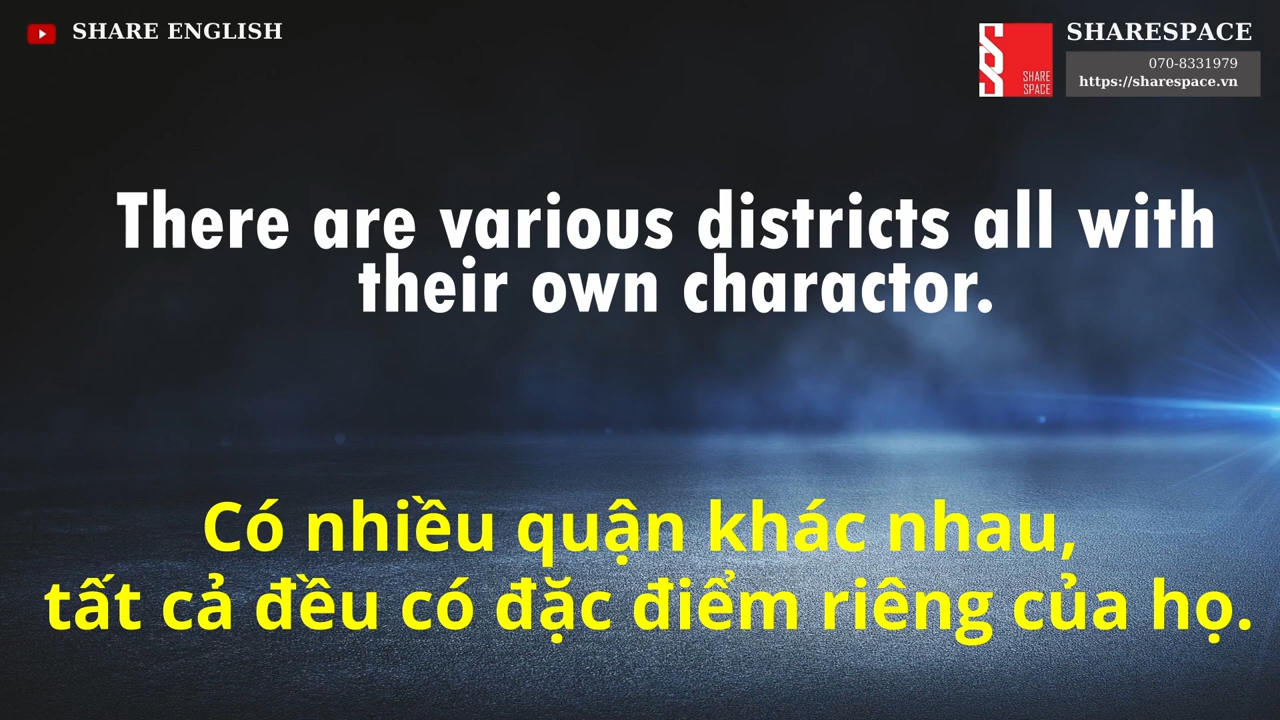 SHARE ENGLISH
SHARESPACE
070-8331979
https://sharespace.vn
SHARE
SPACE
There are various districts all with
their own charactor.
Có nhiều quận khác nhau,
tất cả đều có đặc điểm riêng của họ.